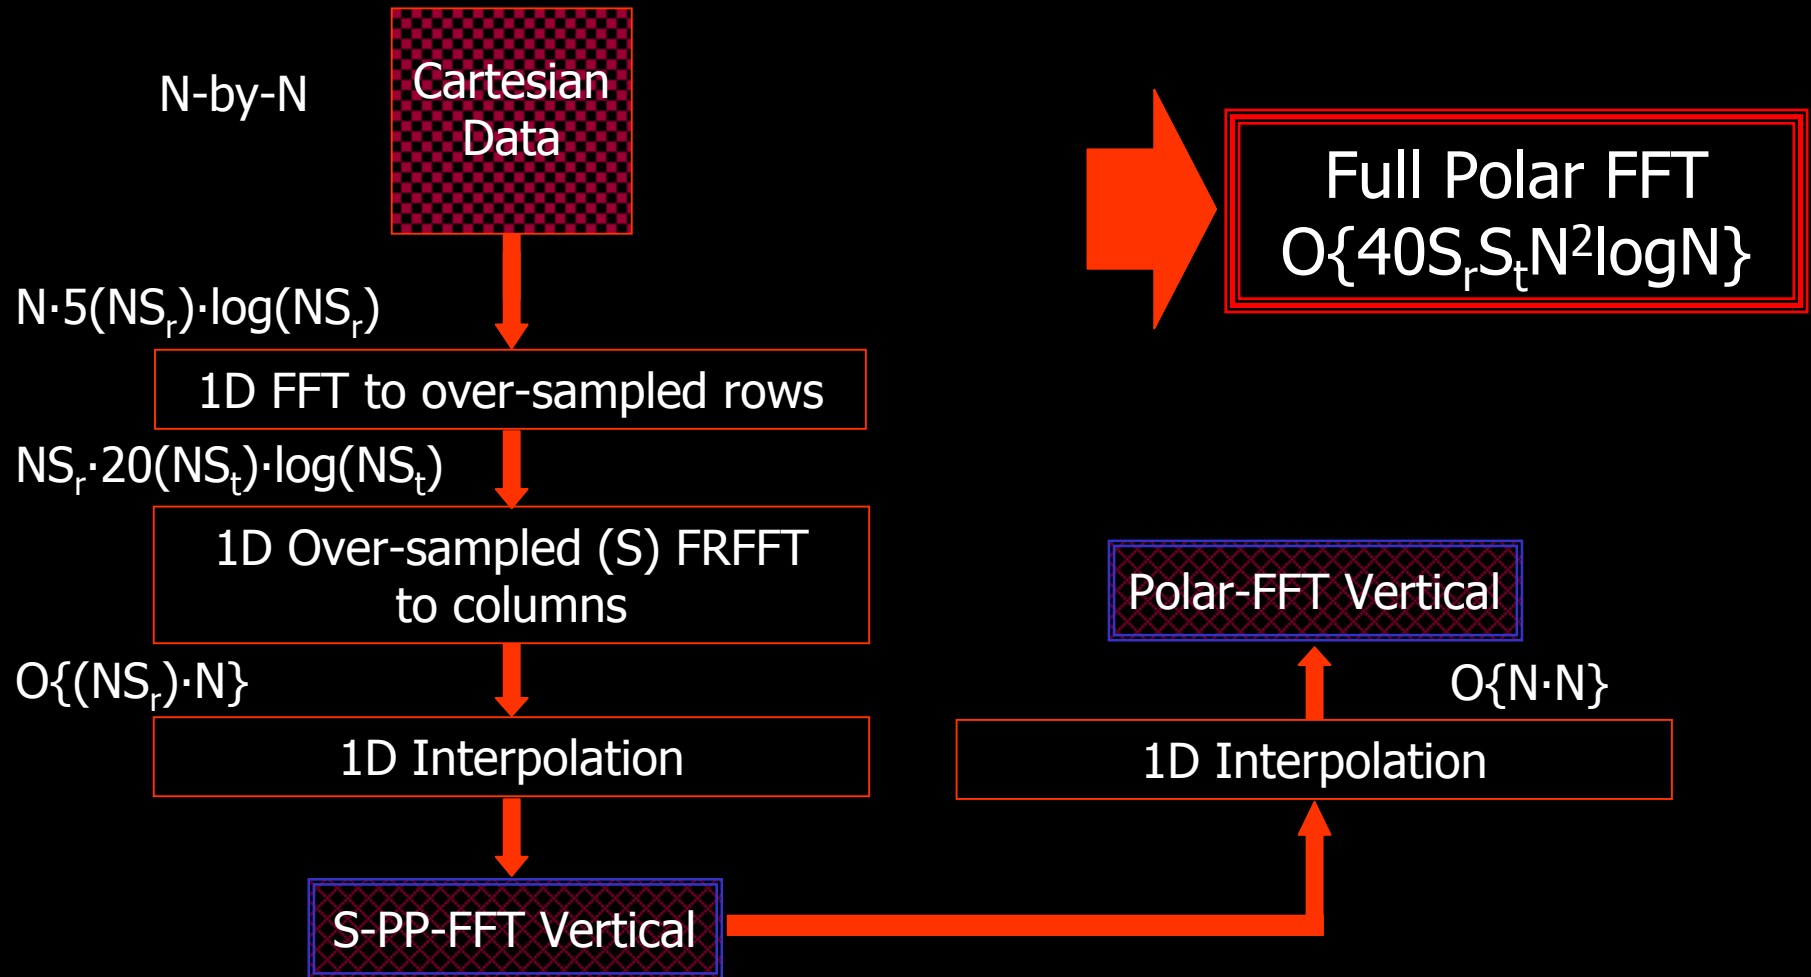 N-by-N
Cartesian
Data
N·5(NSᵣ)·log(NSᵣ)
1D FFT to over-sampled rows
NSᵣ·20(NSₜ)·log(NSₜ)
1D Over-sampled (S) FRFFT
to columns
O{(NSᵣ)·N}
1D Interpolation
S-PP-FFT Vertical
Full Polar FFT
O{40SᵣSₜN²logN}
Polar-FFT Vertical
O{N·N}
1D Interpolation